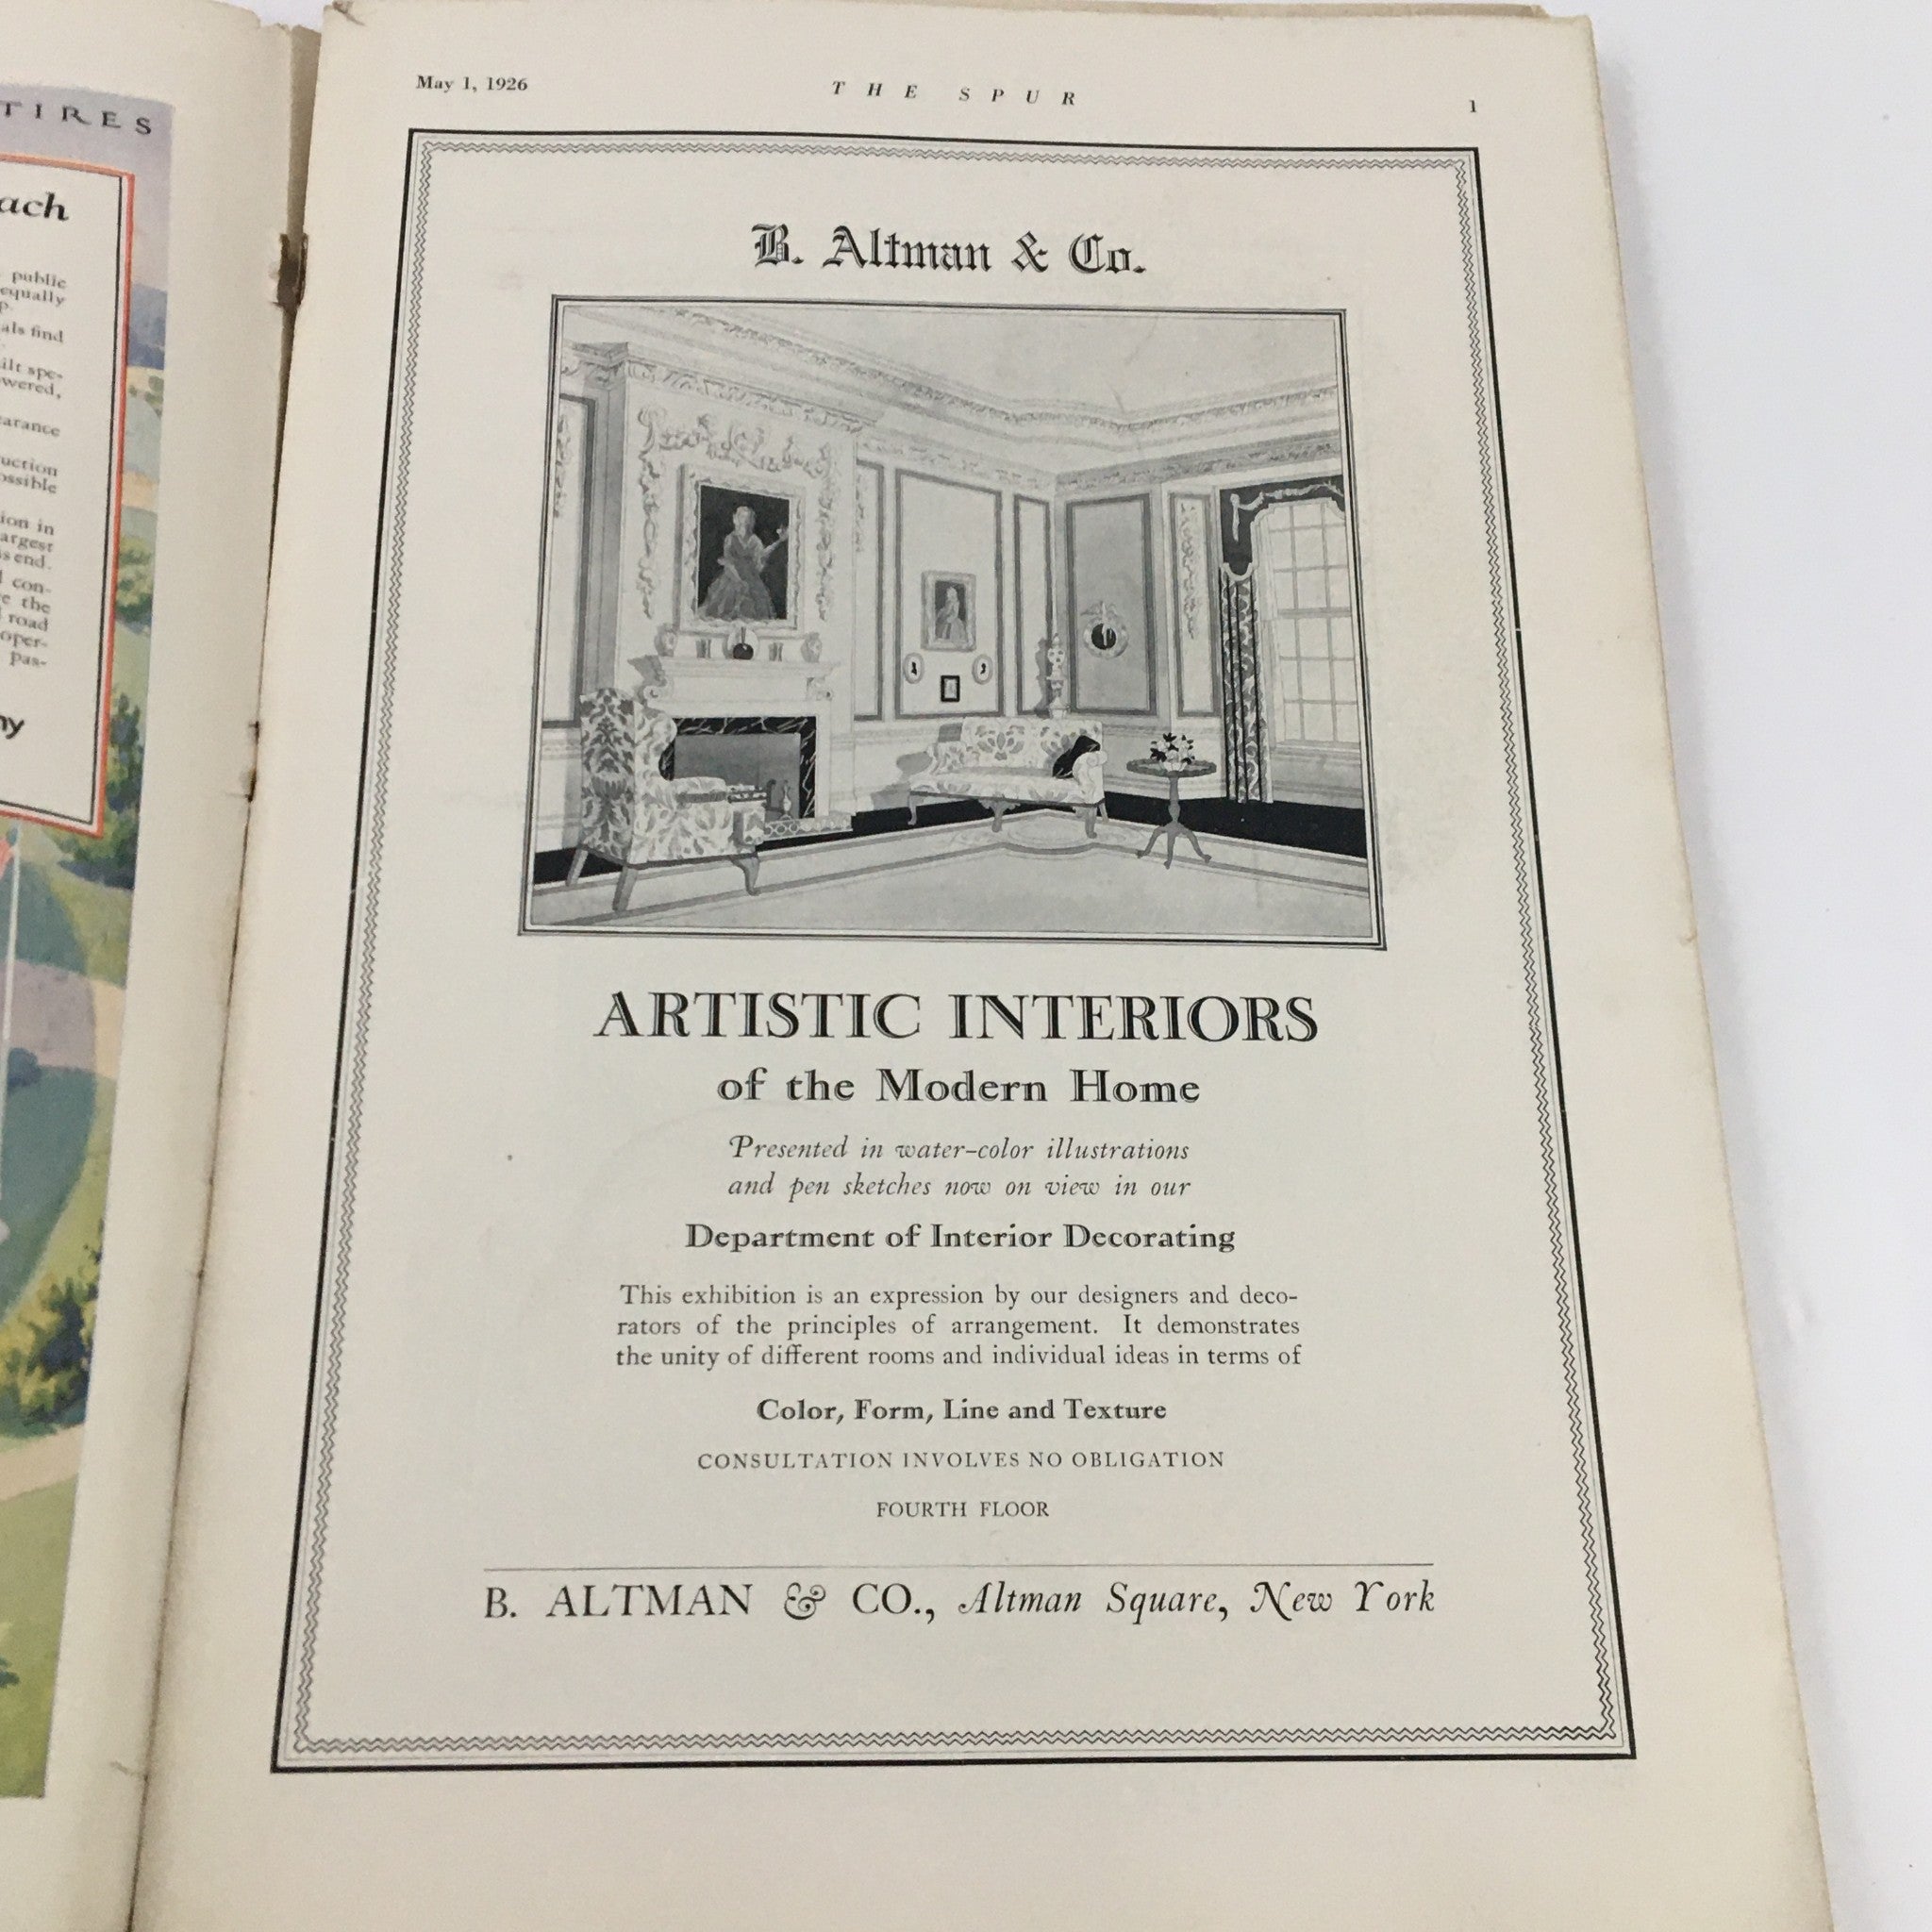 TIRES
ach
public
equally
als find
ilt spe-
wered,
arance
uction
ossible
ion in
argest
is end.
con-
e the
road
oper-
pas-
ny
May 1, 1926
THE SPUR
1
B. Altman & Co.
ARTISTIC INTERIORS
of the Modern Home
Presented in water-color illustrations
and pen sketches now on view in our
Department of Interior Decorating
This exhibition is an expression by our designers and deco-
rators of the principles of arrangement. It demonstrates
the unity of different rooms and individual ideas in terms of
Color, Form, Line and Texture
CONSULTATION INVOLVES NO OBLIGATION
FOURTH FLOOR
B. ALTMAN & CO., Altman Square, New York